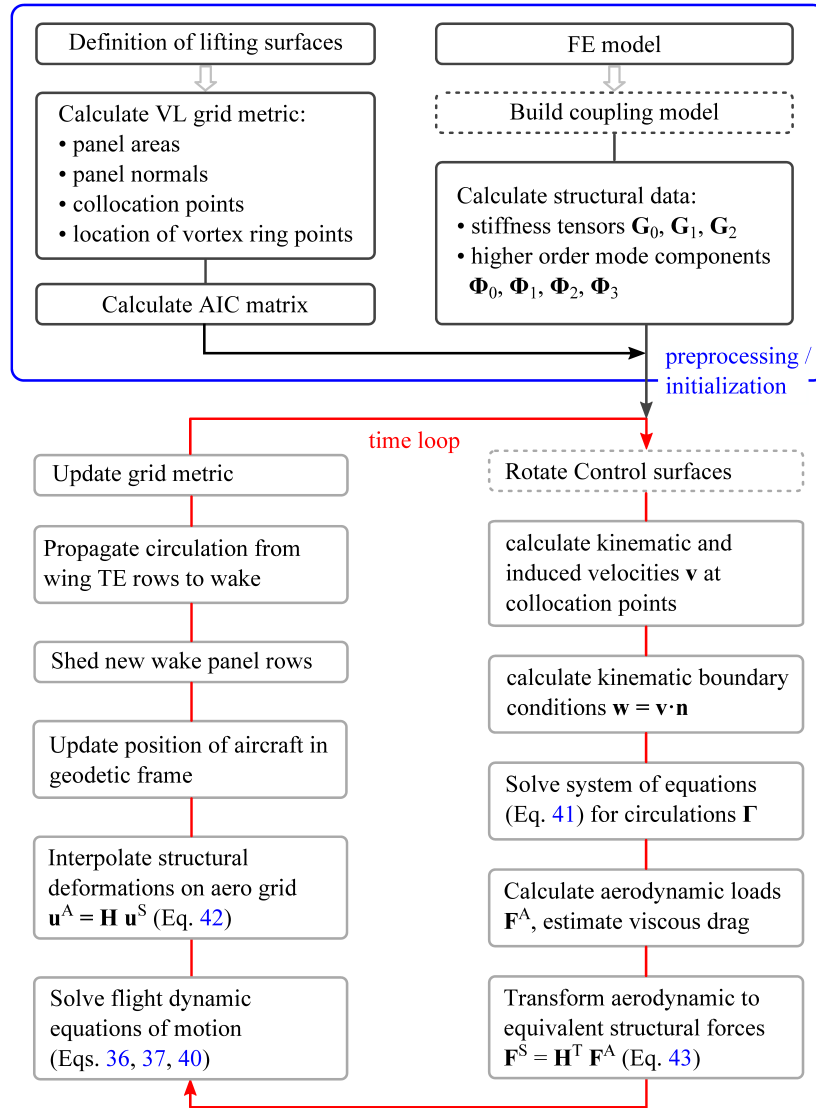 Definition of lifting surfaces
Calculate VL grid metric:
• panel areas
• panel normals
• collocation points
• location of vortex ring points
Calculate AIC matrix
FE model
Build coupling model
Calculate structural data:
• stiffness tensors G₀, G₁, G₂
• higher order mode components
Φ₀, Φ₁, Φ₂, Φ₃
preprocessing /
initialization
time loop
Rotate Control surfaces
calculate kinematic and
induced velocities v at
collocation points
calculate kinematic boundary
conditions w = v·n
Solve system of equations
(Eq. 41) for circulations Γ
Calculate aerodynamic loads
Fᴬ, estimate viscous drag
Transform aerodynamic to
equivalent structural forces
F^S = Hᵀ Fᴬ (Eq. 43)
Solve flight dynamic
equations of motion
(Eqs. 36, 37, 40)
Interpolate structural
deformations on aero grid
uᴬ = H u^S (Eq. 42)
Update position of aircraft in
geodetic frame
Shed new wake panel rows
Propagate circulation from
wing TE rows to wake
Update grid metric